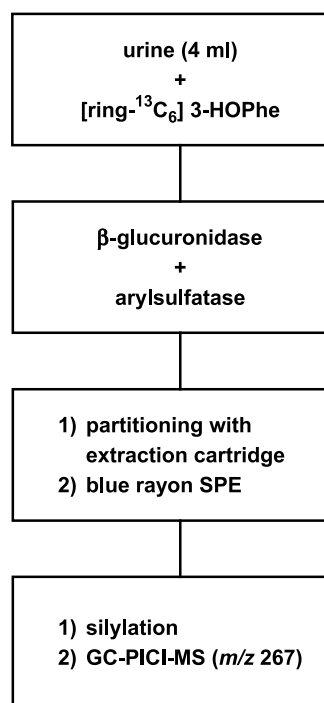 urine (4 ml)
+
[ring-¹³C₆] 3-HOPhe
β-glucuronidase
+
arylsulfatase
1) partitioning with
extraction cartridge
2) blue rayon SPE
1) silylation
2) GC-PICI-MS (m/z 267)